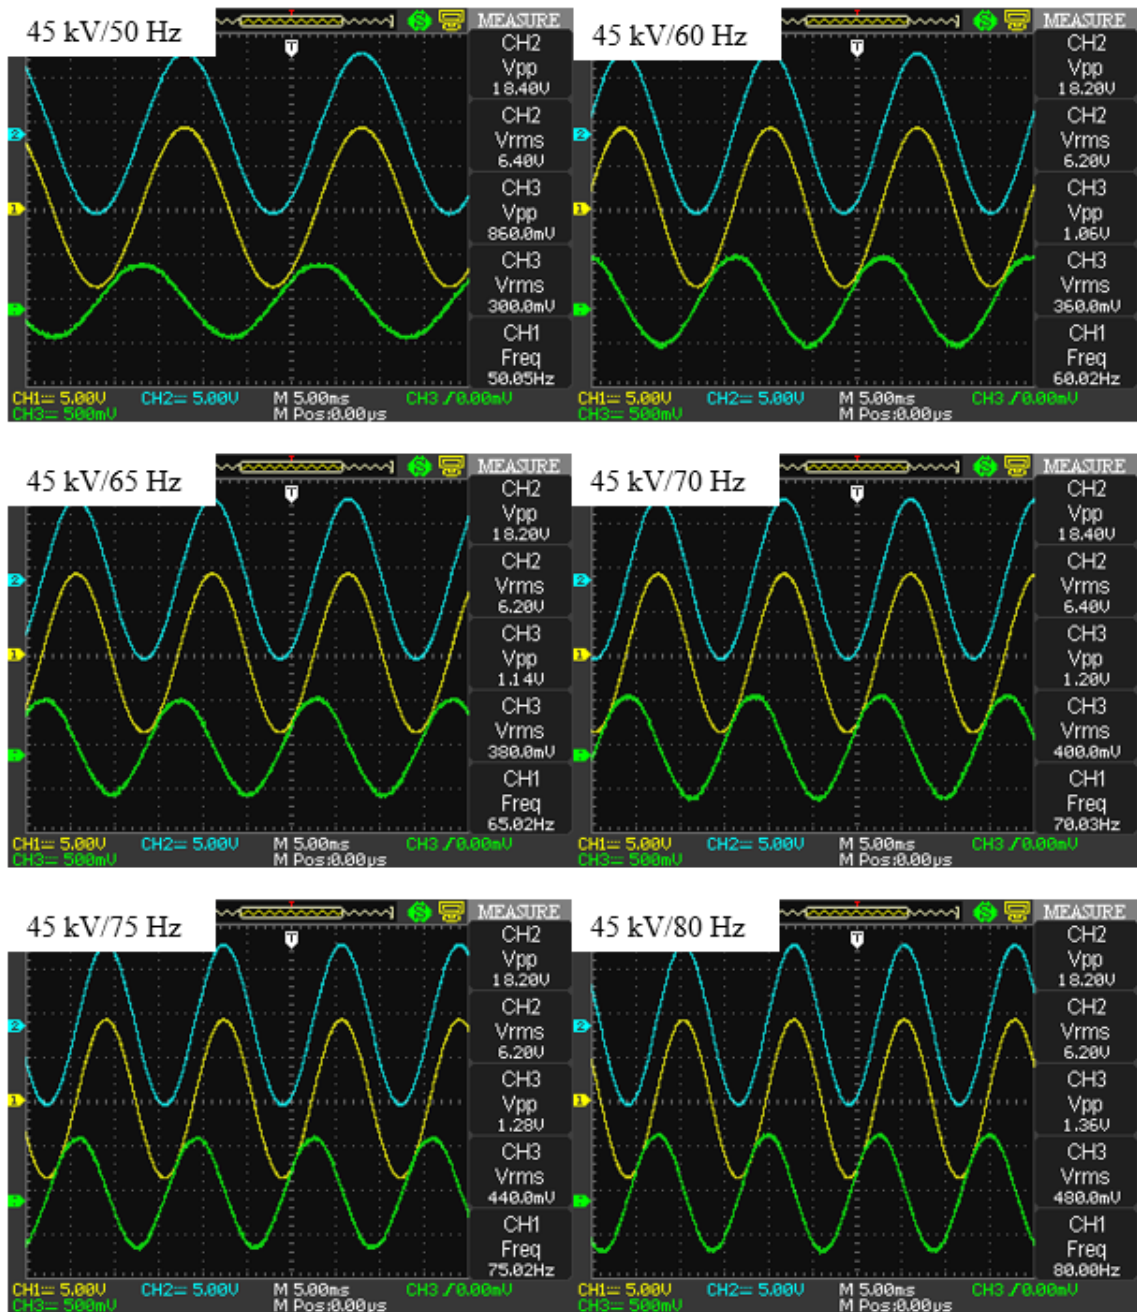 45 kV/50 Hz
T
MEASURE
CH2
Vpp
18.40V
CH2
Vrms
6.40V
CH3
Vpp
860.0mV
CH3
Vrms
300.0mV
CH1
Freq
50.05Hz
2
1
CH1 5.00V CH2 5.00V M 5.00ms CH3 / 0.00mV
CH3 500mV M Pos:0.00µs
45 kV/60 Hz
T
MEASURE
CH2
Vpp
18.20V
CH2
Vrms
6.20V
CH3
Vpp
1.06V
CH3
Vrms
360.0mV
CH1
Freq
60.02Hz
2
1
CH1 5.00V CH2 5.00V M 5.00ms CH3 / 0.00mV
CH3 500mV M Pos:0.00µs
45 kV/65 Hz
T
MEASURE
CH2
Vpp
18.20V
CH2
Vrms
6.20V
CH3
Vpp
1.14V
CH3
Vrms
380.0mV
CH1
Freq
65.02Hz
2
1
CH1 5.00V CH2 5.00V M 5.00ms CH3 / 0.00mV
CH3 500mV M Pos:0.00µs
45 kV/70 Hz
T
MEASURE
CH2
Vpp
18.40V
CH2
Vrms
6.40V
CH3
Vpp
1.20V
CH3
Vrms
400.0mV
CH1
Freq
70.03Hz
2
1
CH1 5.00V CH2 5.00V M 5.00ms CH3 / 0.00mV
CH3 500mV M Pos:0.00µs
45 kV/75 Hz
T
MEASURE
CH2
Vpp
18.20V
CH2
Vrms
6.20V
CH3
Vpp
1.28V
CH3
Vrms
440.0mV
CH1
Freq
75.02Hz
2
1
CH1 5.00V CH2 5.00V M 5.00ms CH3 / 0.00mV
CH3 500mV M Pos:0.00µs
45 kV/80 Hz
T
MEASURE
CH2
Vpp
18.20V
CH2
Vrms
6.20V
CH3
Vpp
1.36V
CH3
Vrms
480.0mV
CH1
Freq
80.00Hz
2
1
CH1 5.00V CH2 5.00V M 5.00ms CH3 / 0.00mV
CH3 500mV M Pos:0.00µs